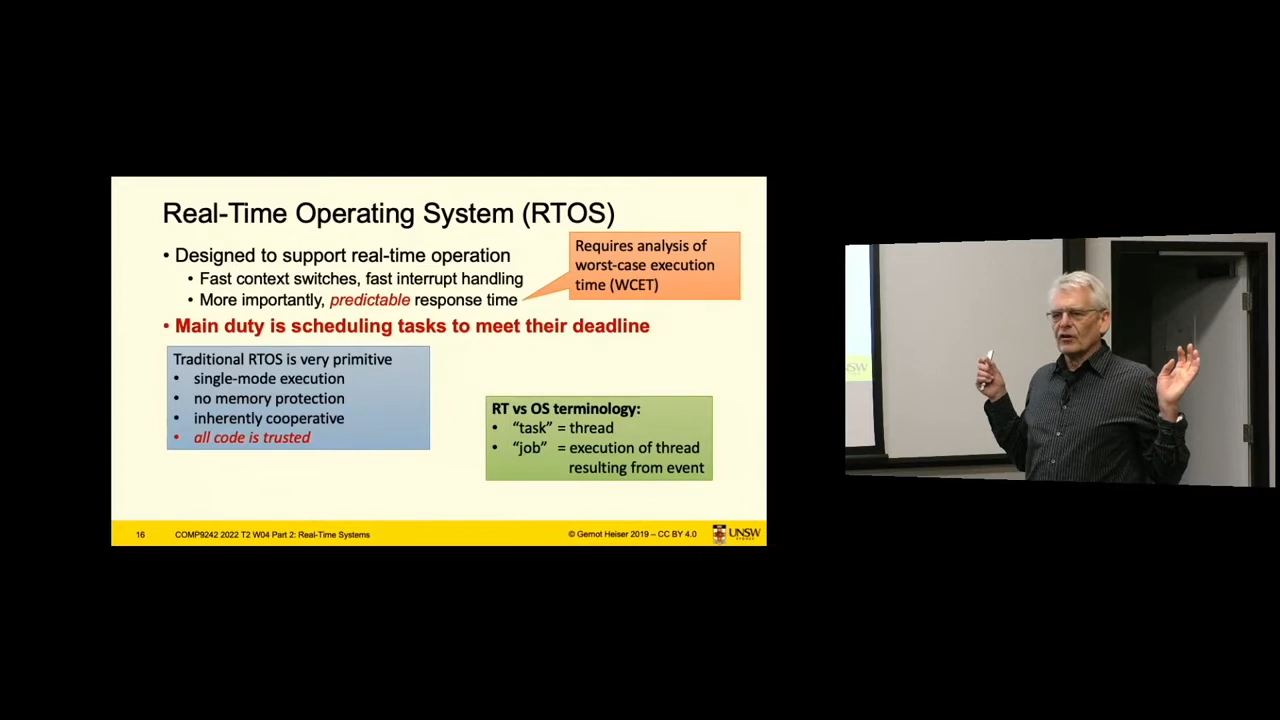 Real-Time Operating System (RTOS)
• Designed to support real-time operation
• Fast context switches, fast interrupt handling
• More importantly, predictable response time
Requires analysis of
worst-case execution
time (WCET)
• Main duty is scheduling tasks to meet their deadline
Traditional RTOS is very primitive
• single-mode execution
• no memory protection
• inherently cooperative
• all code is trusted
RT vs OS terminology:
• “task” = thread
• “job” = execution of thread
resulting from event
16 COMP9242 2022 T2 W04 Part 2: Real-Time Systems © Gernot Heiser 2019 – CC BY 4.0 UNSW
SYDNEY
UNSW